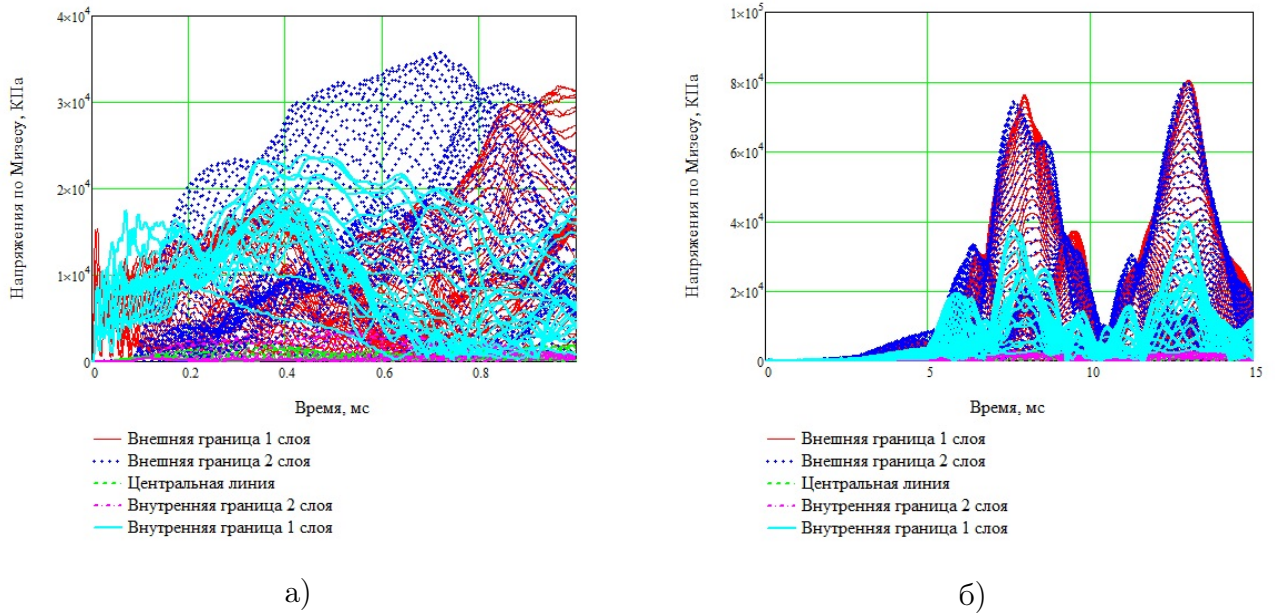 4×10⁴
3×10⁴
2×10⁴
1×10⁴
0
0 0.2 0.4 0.6 0.8
Напряжения по Мизесу, КПа
Время, мс
Внешняя граница 1 слоя
Внешняя граница 2 слоя
Центральная линия
Внутренняя граница 2 слоя
Внутренняя граница 1 слоя
а)
1×10⁵
8×10⁴
6×10⁴
4×10⁴
2×10⁴
0
0 5 10 15
Напряжения по Мизесу, КПа
Время, мс
Внешняя граница 1 слоя
Внешняя граница 2 слоя
Центральная линия
Внутренняя граница 2 слоя
Внутренняя граница 1 слоя
б)